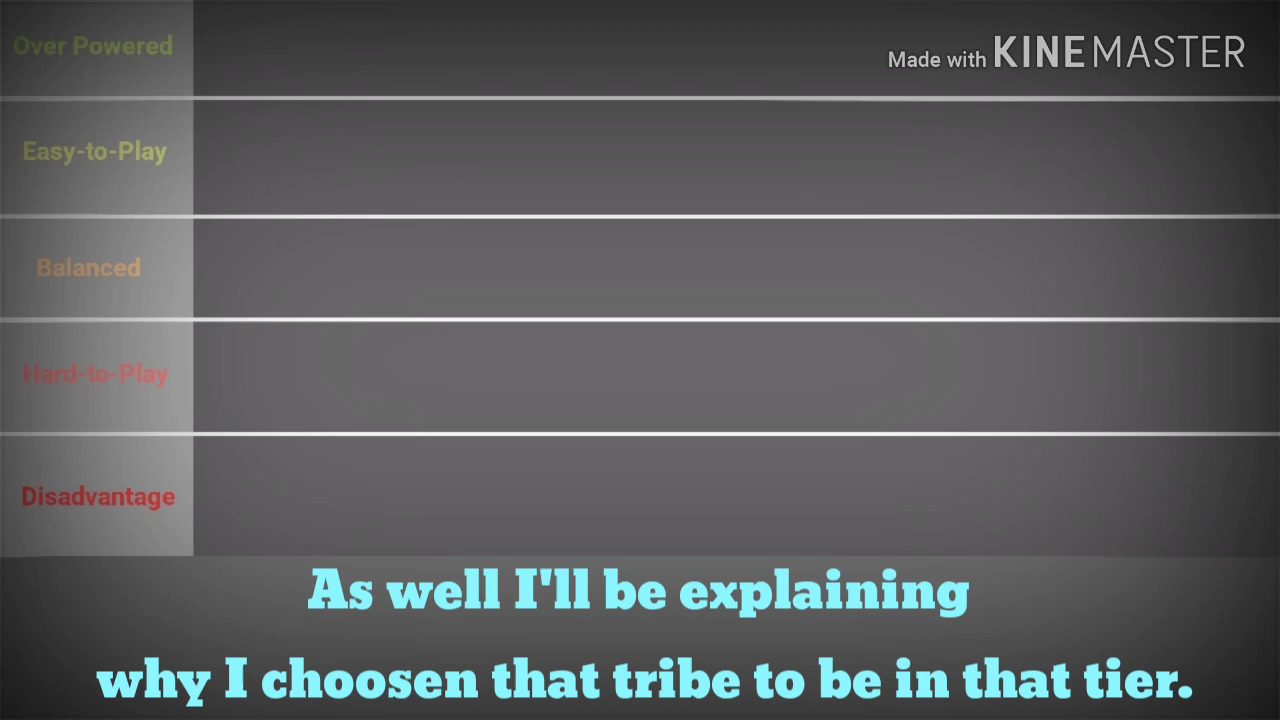 Over Powered
Made with KINEMASTER
Easy-to-Play
Balanced
Hard-to-Play
Disadvantage
As well I'll be explaining
why I choosen that tribe to be in that tier.